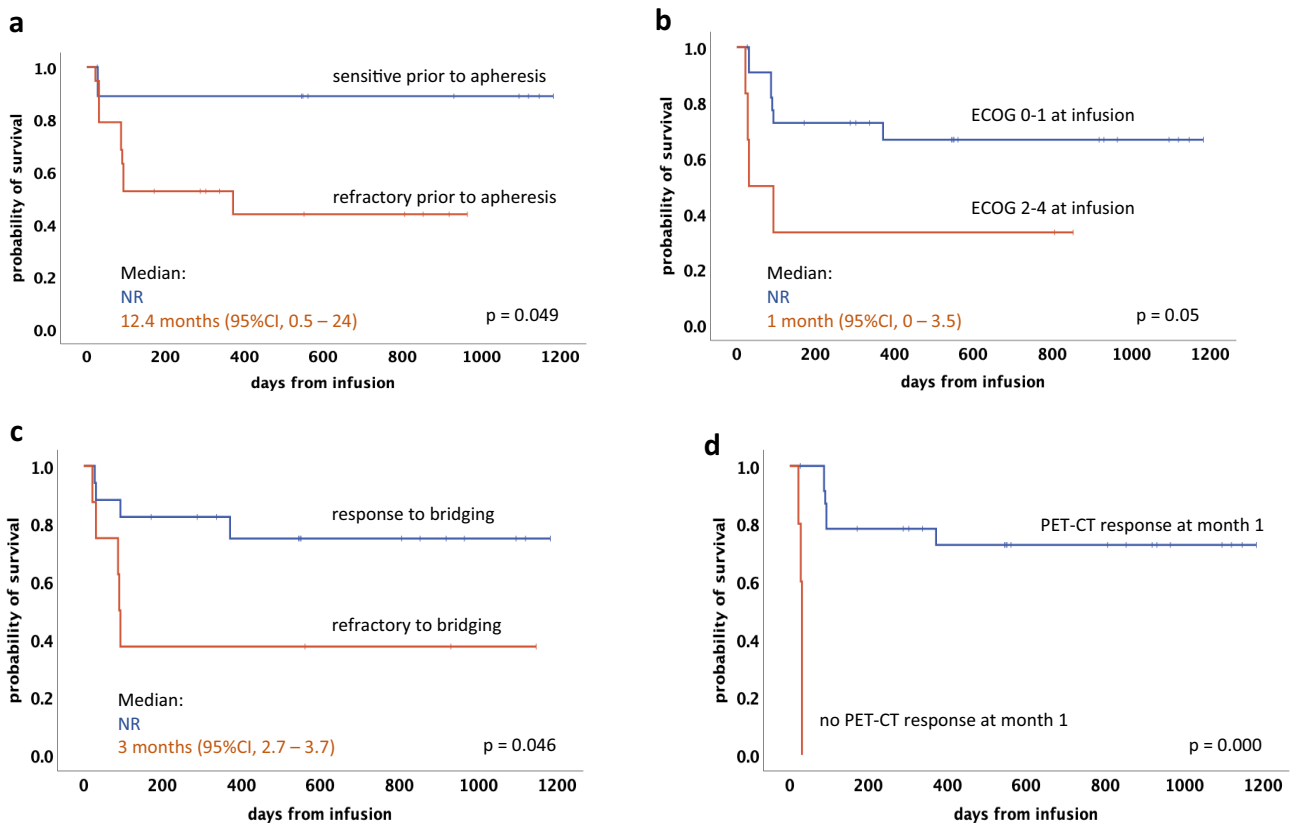 a
1.0
0.8
0.6
0.4
0.2
0.0
probability of survival
sensitive prior to apheresis
refractory prior to apheresis
Median:
NR
12.4 months (95%CI, 0.5 – 24)
p = 0.049
0 200 400 600 800 1000 1200
days from infusion
b
1.0
0.8
0.6
0.4
0.2
0.0
probability of survival
ECOG 0-1 at infusion
ECOG 2-4 at infusion
Median:
NR
1 month (95%CI, 0 – 3.5)
p = 0.05
0 200 400 600 800 1000 1200
days from infusion
c
1.0
0.8
0.6
0.4
0.2
0.0
probability of survival
response to bridging
refractory to bridging
Median:
NR
3 months (95%CI, 2.7 – 3.7)
p = 0.046
0 200 400 600 800 1000 1200
days from infusion
d
1.0
0.8
0.6
0.4
0.2
0.0
probability of survival
PET-CT response at month 1
no PET-CT response at month 1
p = 0.000
0 200 400 600 800 1000 1200
days from infusion